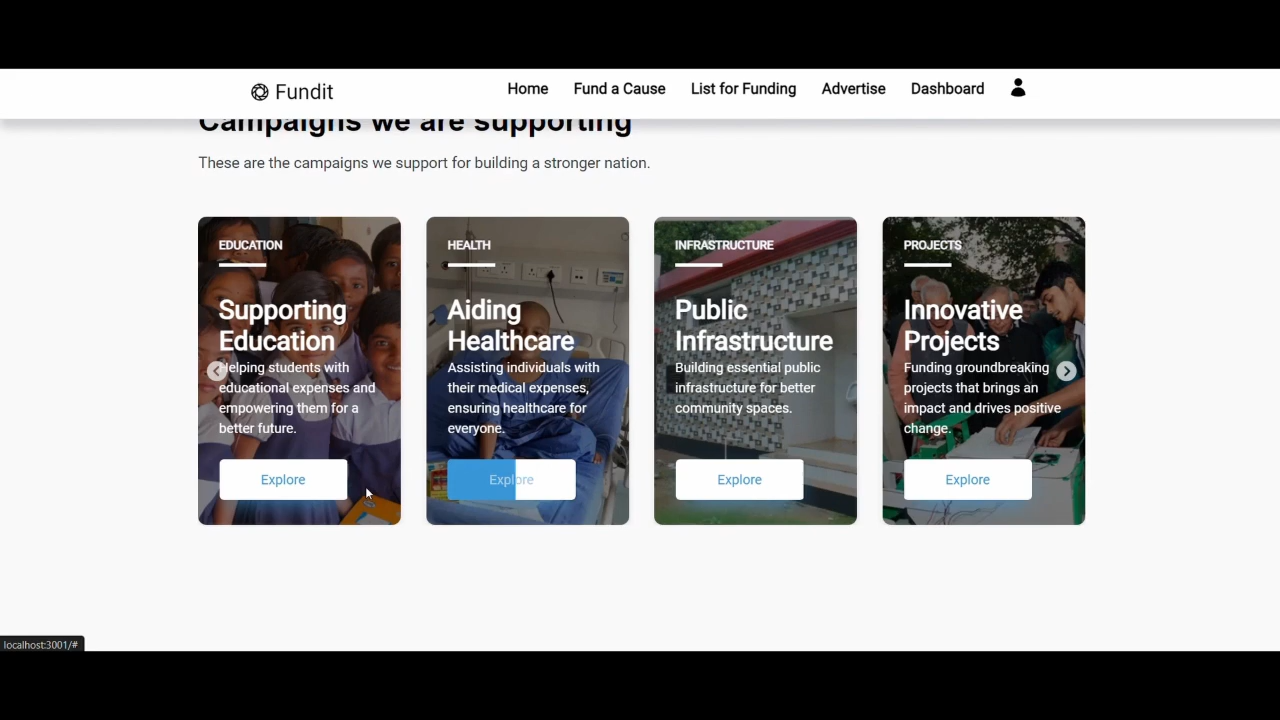 Fundit
Home Fund a Cause List for Funding Advertise Dashboard
Campaigns we are supporting
These are the campaigns we support for building a stronger nation.
EDUCATION
Supporting
Education
Helping students with
educational expenses and
empowering them for a
better future.
Explore
HEALTH
Aiding
Healthcare
Assisting individuals with
their medical expenses,
ensuring healthcare for
everyone.
Explore
INFRASTRUCTURE
Public
Infrastructure
Building essential public
infrastructure for better
community spaces.
Explore
PROJECTS
Innovative
Projects
Funding groundbreaking
projects that brings an
impact and drives positive
change.
Explore
localhost:3001/#